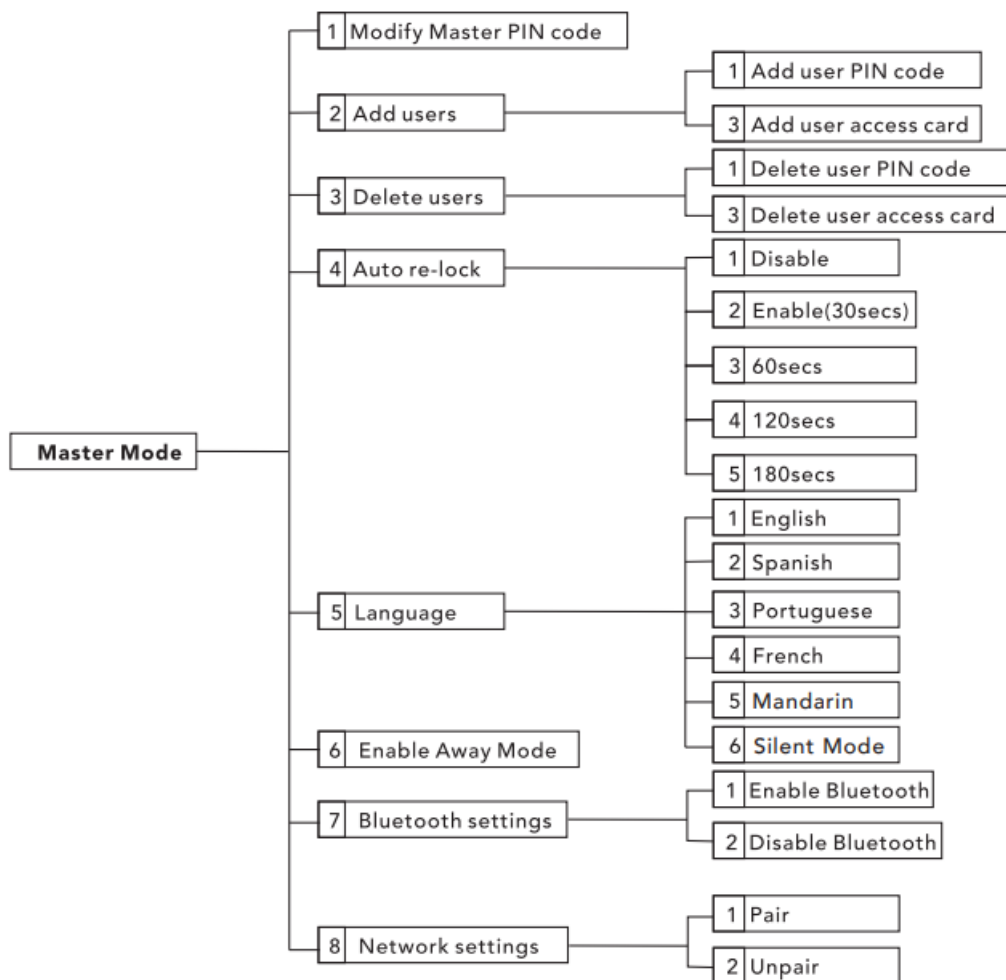 Master Mode
1 Modify Master PIN code
2 Add users
1 Add user PIN code
3 Add user access card
3 Delete users
1 Delete user PIN code
3 Delete user access card
4 Auto re-lock
1 Disable
2 Enable(30secs)
3 60secs
4 120secs
5 180secs
5 Language
1 English
2 Spanish
3 Portuguese
4 French
5 Mandarin
6 Silent Mode
6 Enable Away Mode
7 Bluetooth settings
1 Enable Bluetooth
2 Disable Bluetooth
8 Network settings
1 Pair
2 Unpair